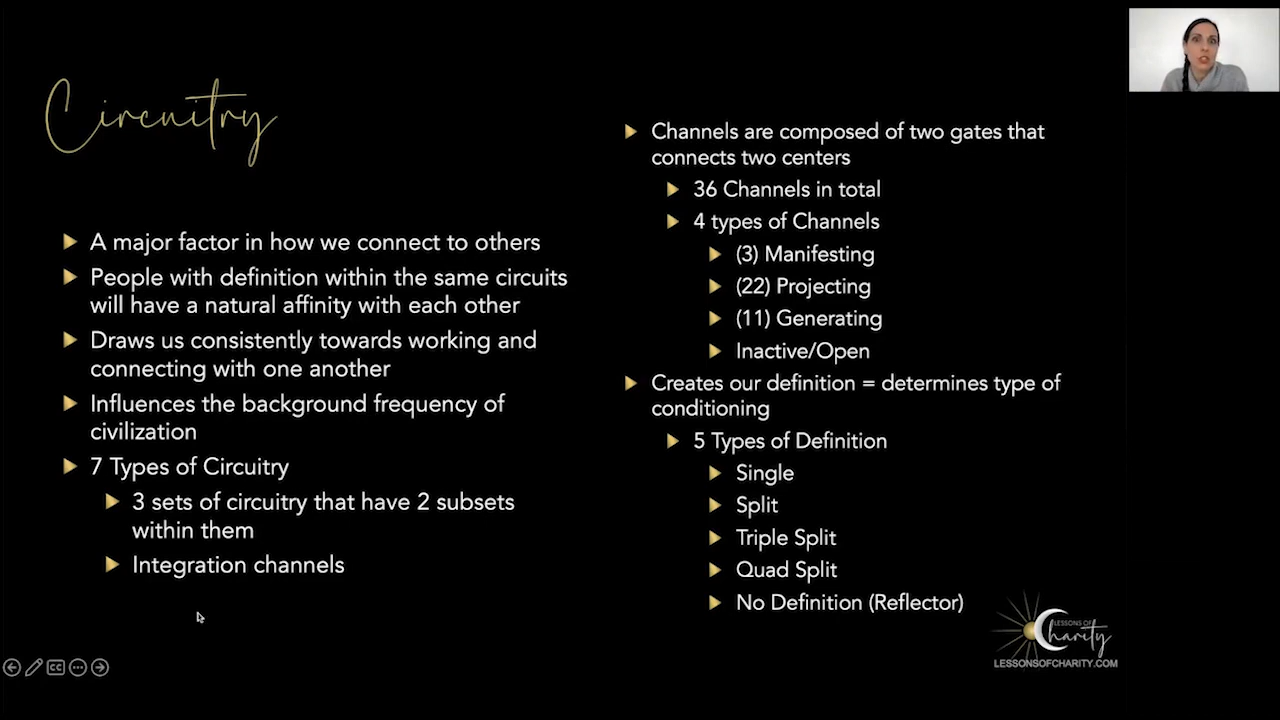 Circuitry
A major factor in how we connect to others
People with definition within the same circuits
will have a natural affinity with each other
Draws us consistently towards working and
connecting with one another
Influences the background frequency of
civilization
7 Types of Circuitry
3 sets of circuitry that have 2 subsets
within them
Integration channels
Channels are composed of two gates that
connects two centers
36 Channels in total
4 types of Channels
(3) Manifesting
(22) Projecting
(11) Generating
Inactive/Open
Creates our definition = determines type of
conditioning
5 Types of Definition
Single
Split
Triple Split
Quad Split
No Definition (Reflector)
LESSONS OF
Charity
LESSONSOFCHARITY.COM
CC